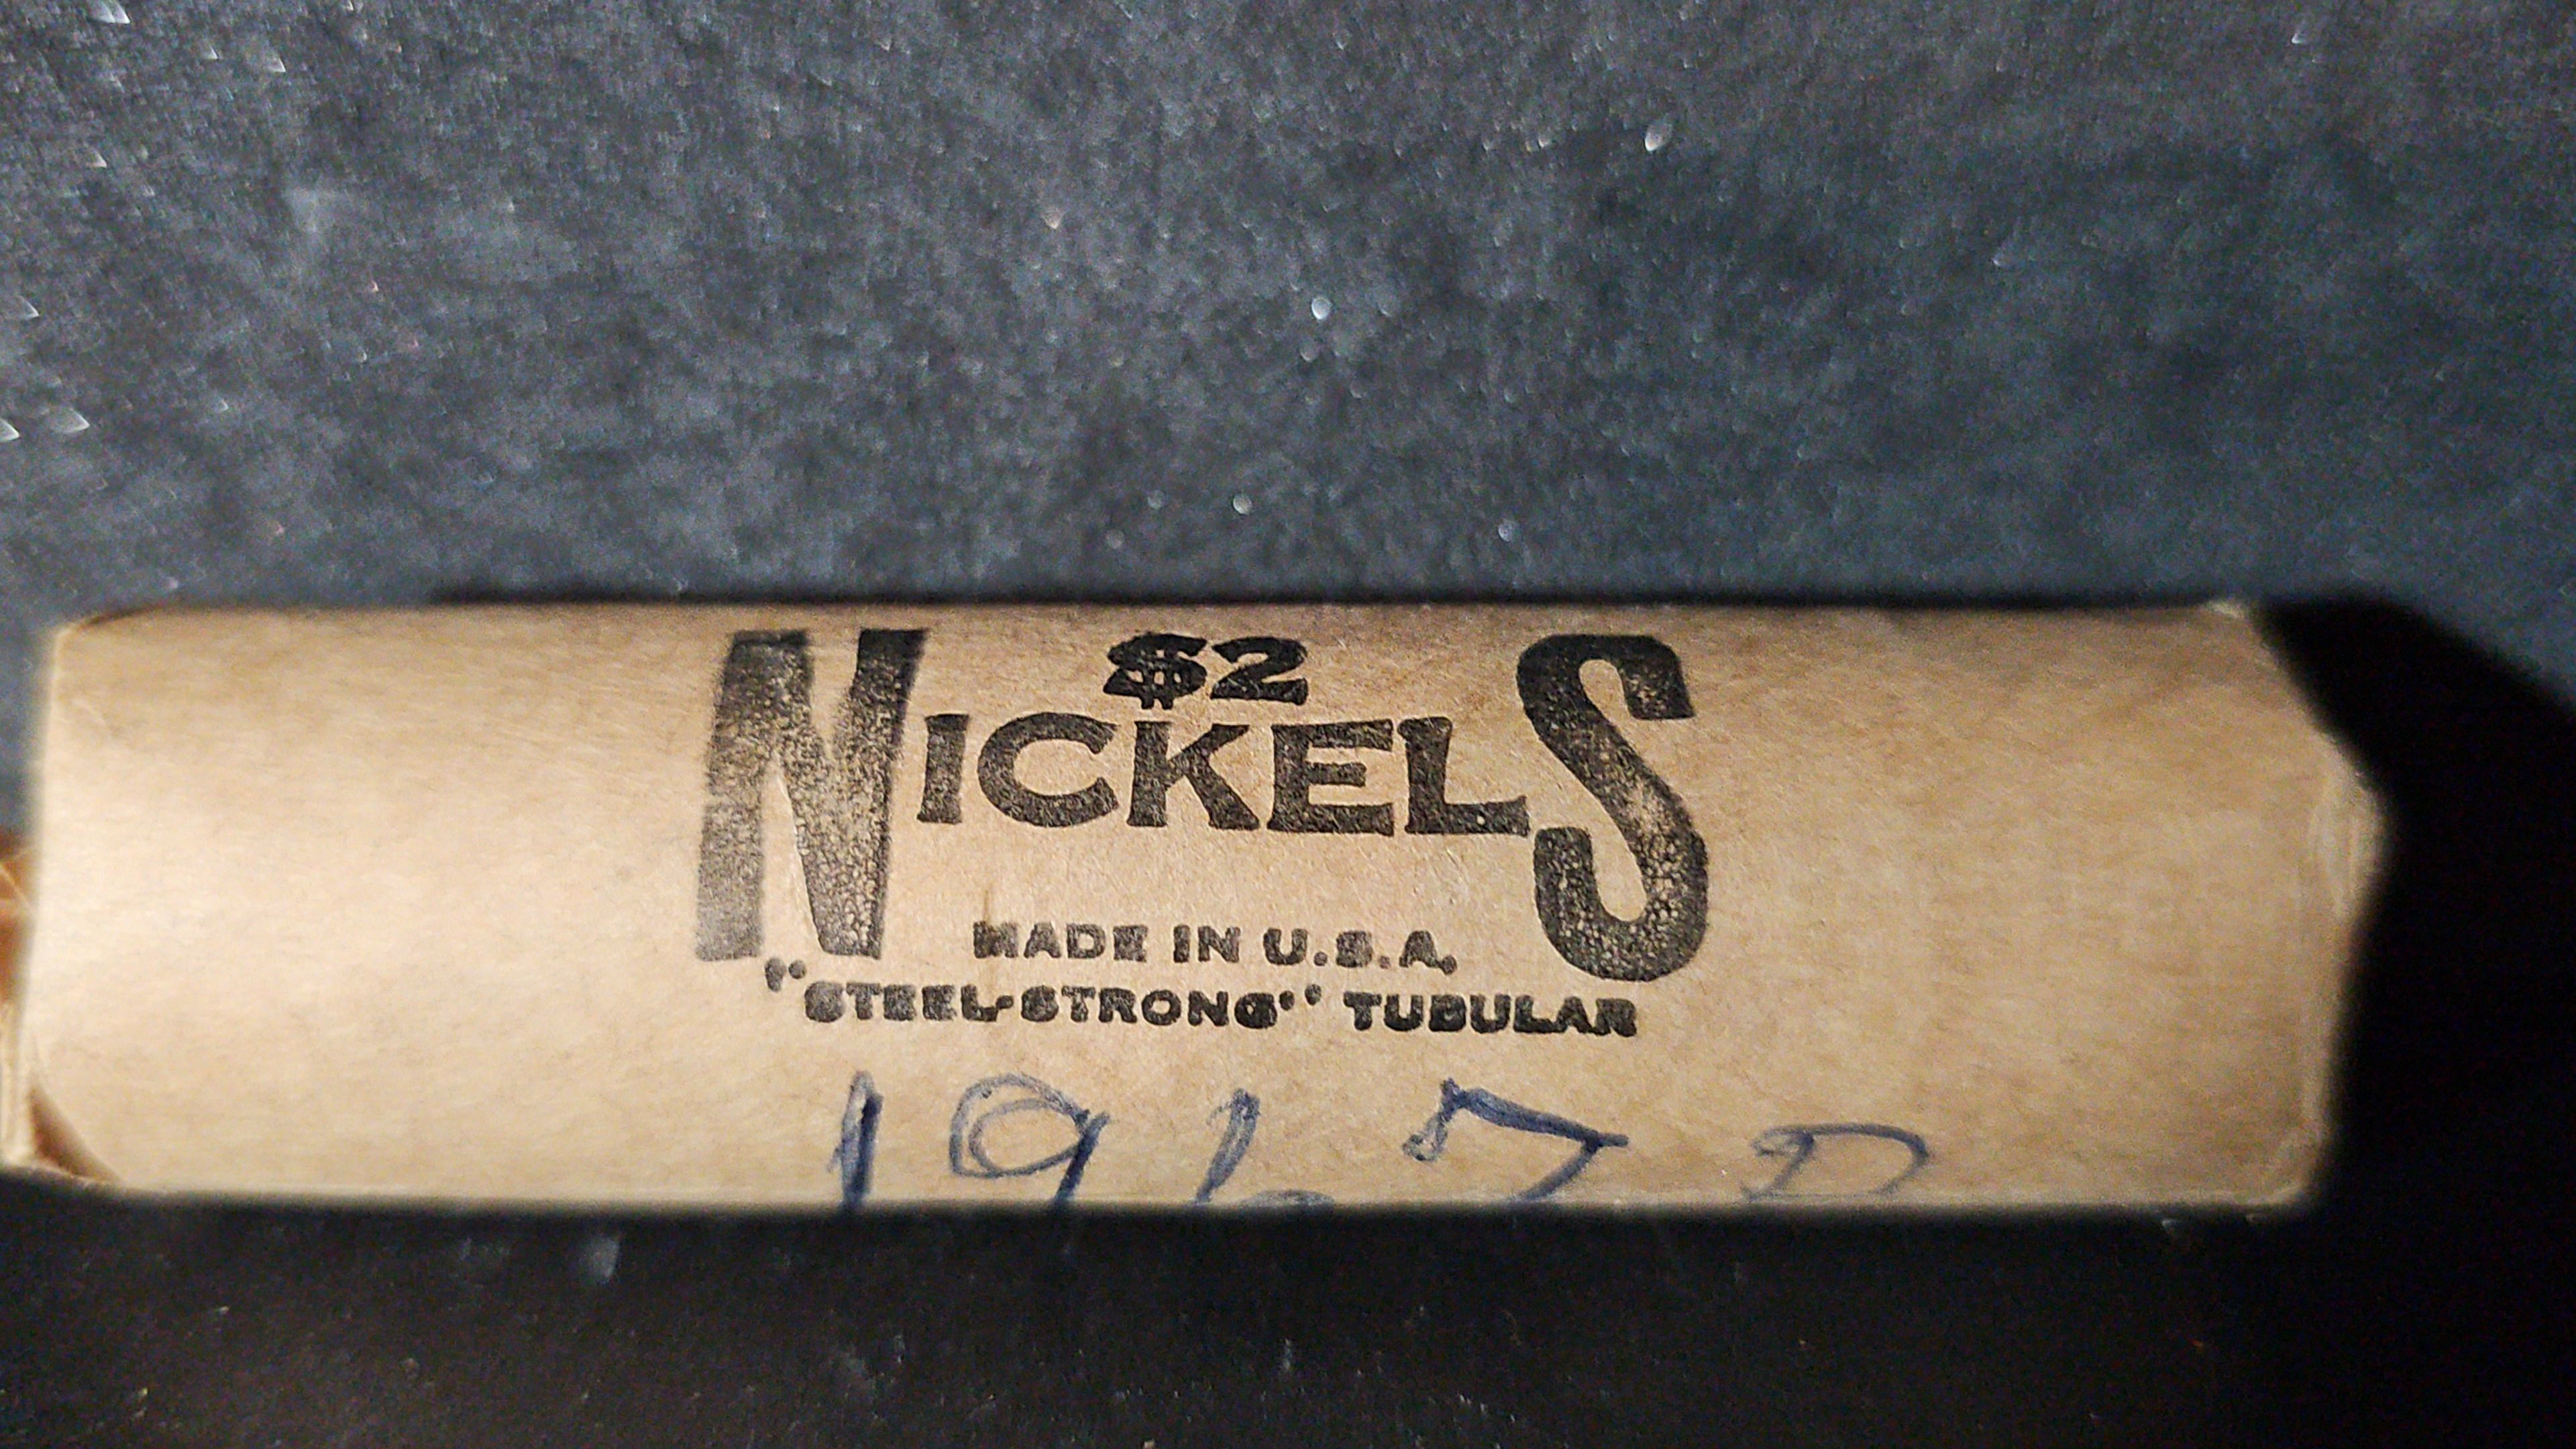 $2
NICKELS
MADE IN U.S.A.
"STEEL-STRONG" TUBULAR
1967